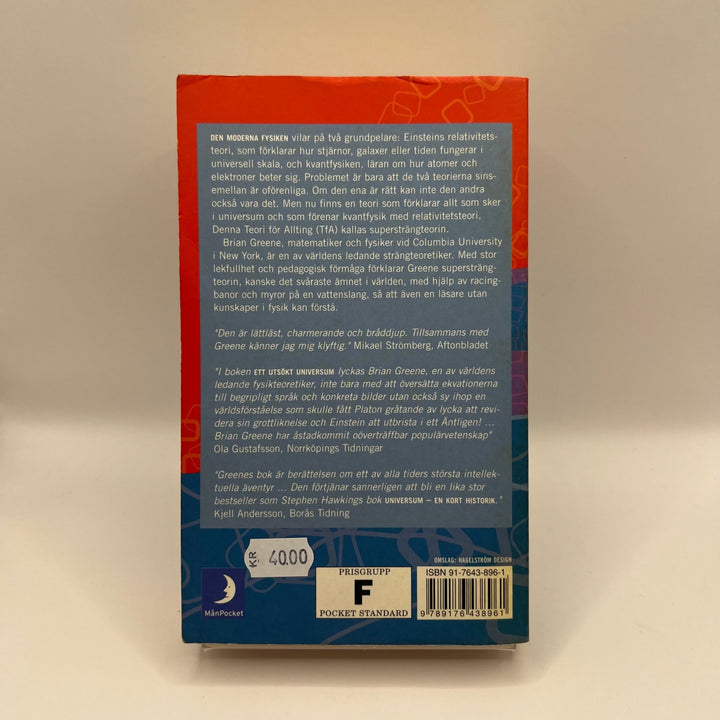 DEN MODERNA FYSIKEN vilar på två grundpelare: Einsteins relativitets-
teori, som förklarar hur stjärnor, galaxer eller tiden fungerar i
universell skala, och kvantfysiken, läran om hur atomer och
elektroner beter sig. Problemet är bara att de två teorierna sins-
emellan är oförenliga. Om den ena är rätt kan inte den andra
också vara det. Men nu finns en teori som förklarar allt som sker
i universum och som förenar kvantfysik med relativitetsteori.
Denna Teori för Allting (TfA) kallas supersträngteorin.
Brian Greene, matematiker och fysiker vid Columbia University
i New York, är en av världens ledande strängteoretiker. Med stor
lekfullhet och pedagogisk förmåga förklarar Greene supersträng-
teorin, kanske det svåraste ämnet i världen, med hjälp av racing-
banor och myror på en vattenslang, så att även en läsare utan
kunskaper i fysik kan förstå.
"Den är lättläst, charmerande och bråddjup. Tillsammans med
Greene känner jag mig klyftig." Mikael Strömberg, Aftonbladet
"I boken ETT UTSÖKT UNIVERSUM lyckas Brian Greene, en av världens
ledande fysikteoretiker, inte bara med att översätta ekvationerna
till begripligt språk och konkreta bilder utan också sy ihop en
världsförståelse som skulle fått Platon gråtande av lycka att revi-
dera sin grottliknelse och Einstein att utbrista i ett Äntligen! ...
Brian Greene har åstadkommit oöverträffbar populärvetenskap"
Ola Gustafsson, Norrköpings Tidningar
"Greenes bok är berättelsen om ett av alla tiders största intellek-
tuella äventyr ... Den förtjänar sannerligen att bli en lika stor
bestseller som Stephen Hawkings bok UNIVERSUM – EN KORT HISTORIK."
Kjell Andersson, Borås Tidning
OMSLAG: HAGELSTRÖM DESIGN
KR 40.00
MånPocket
PRISGRUPP
F
POCKET STANDARD
ISBN 91-7643-896-1
9 789176 438961